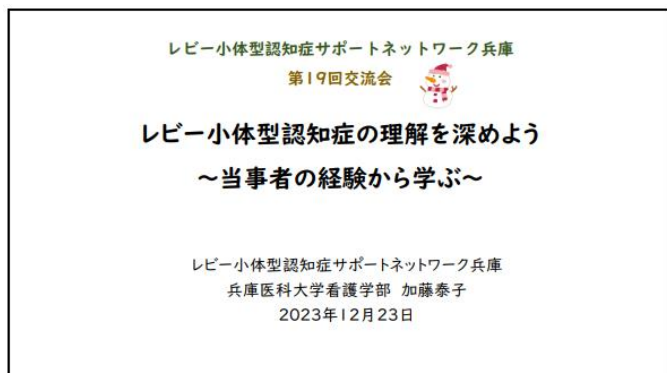 レビー小体型認知症サポートネットワーク兵庫
第19回交流会
レビー小体型認知症の理解を深めよう
～当事者の経験から学ぶ～
レビー小体型認知症サポートネットワーク兵庫
兵庫医科大学看護学部 加藤泰子
2023年12月23日